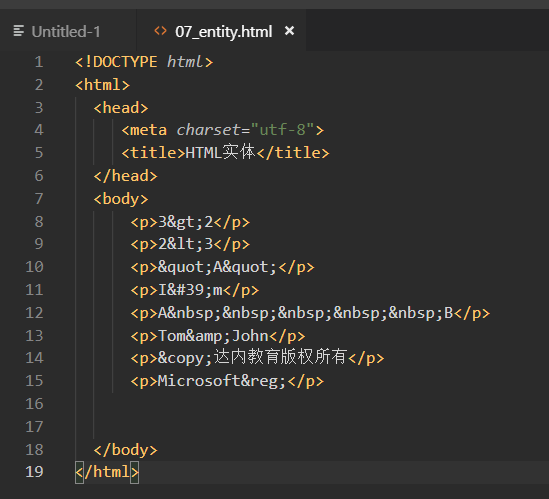 Untitled-1 07_entity.html ×
1 <!DOCTYPE html>
2 <html>
3 <head>
4 <meta charset="utf-8">
5 <title>HTML实体</title>
6 </head>
7 <body>
8 <p>3&gt;2</p>
9 <p>2&lt;3</p>
10 <p>&quot;A&quot;</p>
11 <p>I&#39;m</p>
12 <p>A&nbsp;&nbsp;&nbsp;&nbsp;&nbsp;B</p>
13 <p>Tom&amp;John</p>
14 <p>&copy;达内教育版权所有</p>
15 <p>Microsoft&reg;</p>
16
17
18 </body>
19 </html>